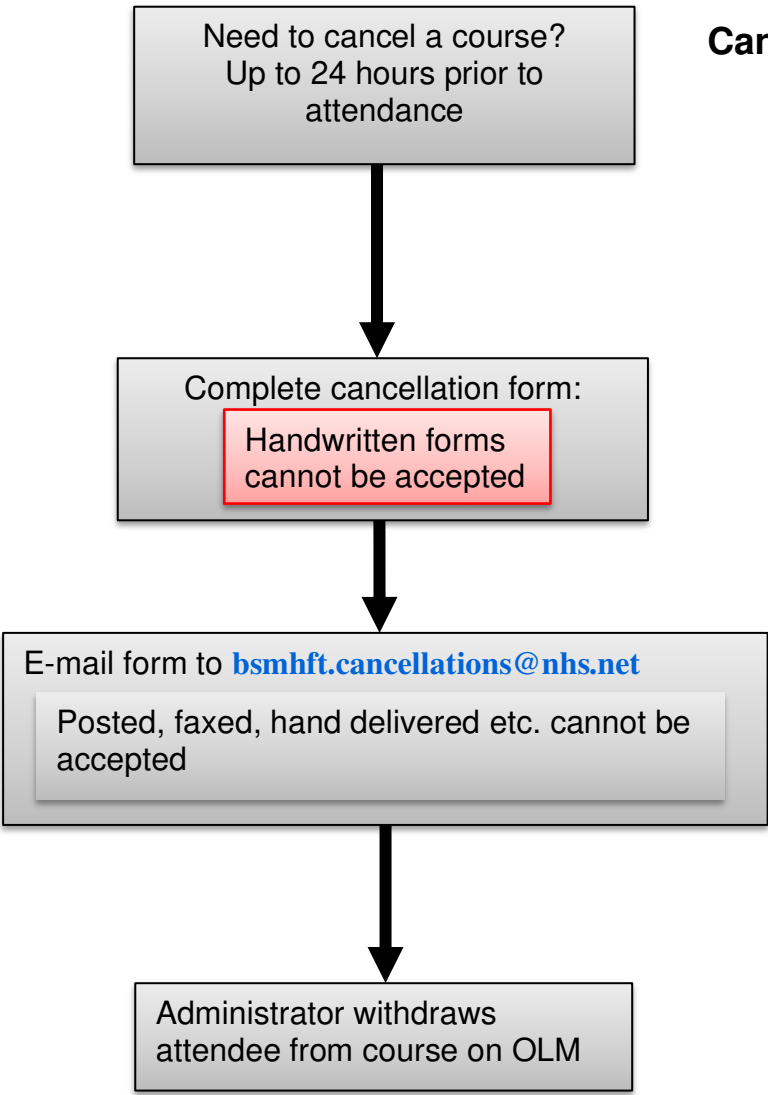 Need to cancel a course?
Up to 24 hours prior to
attendance
Complete cancellation form:
Handwritten forms
cannot be accepted
E-mail form to bsmhft.cancellations@nhs.net
Posted, faxed, hand delivered etc. cannot be
accepted
Administrator withdraws
attendee from course on OLM